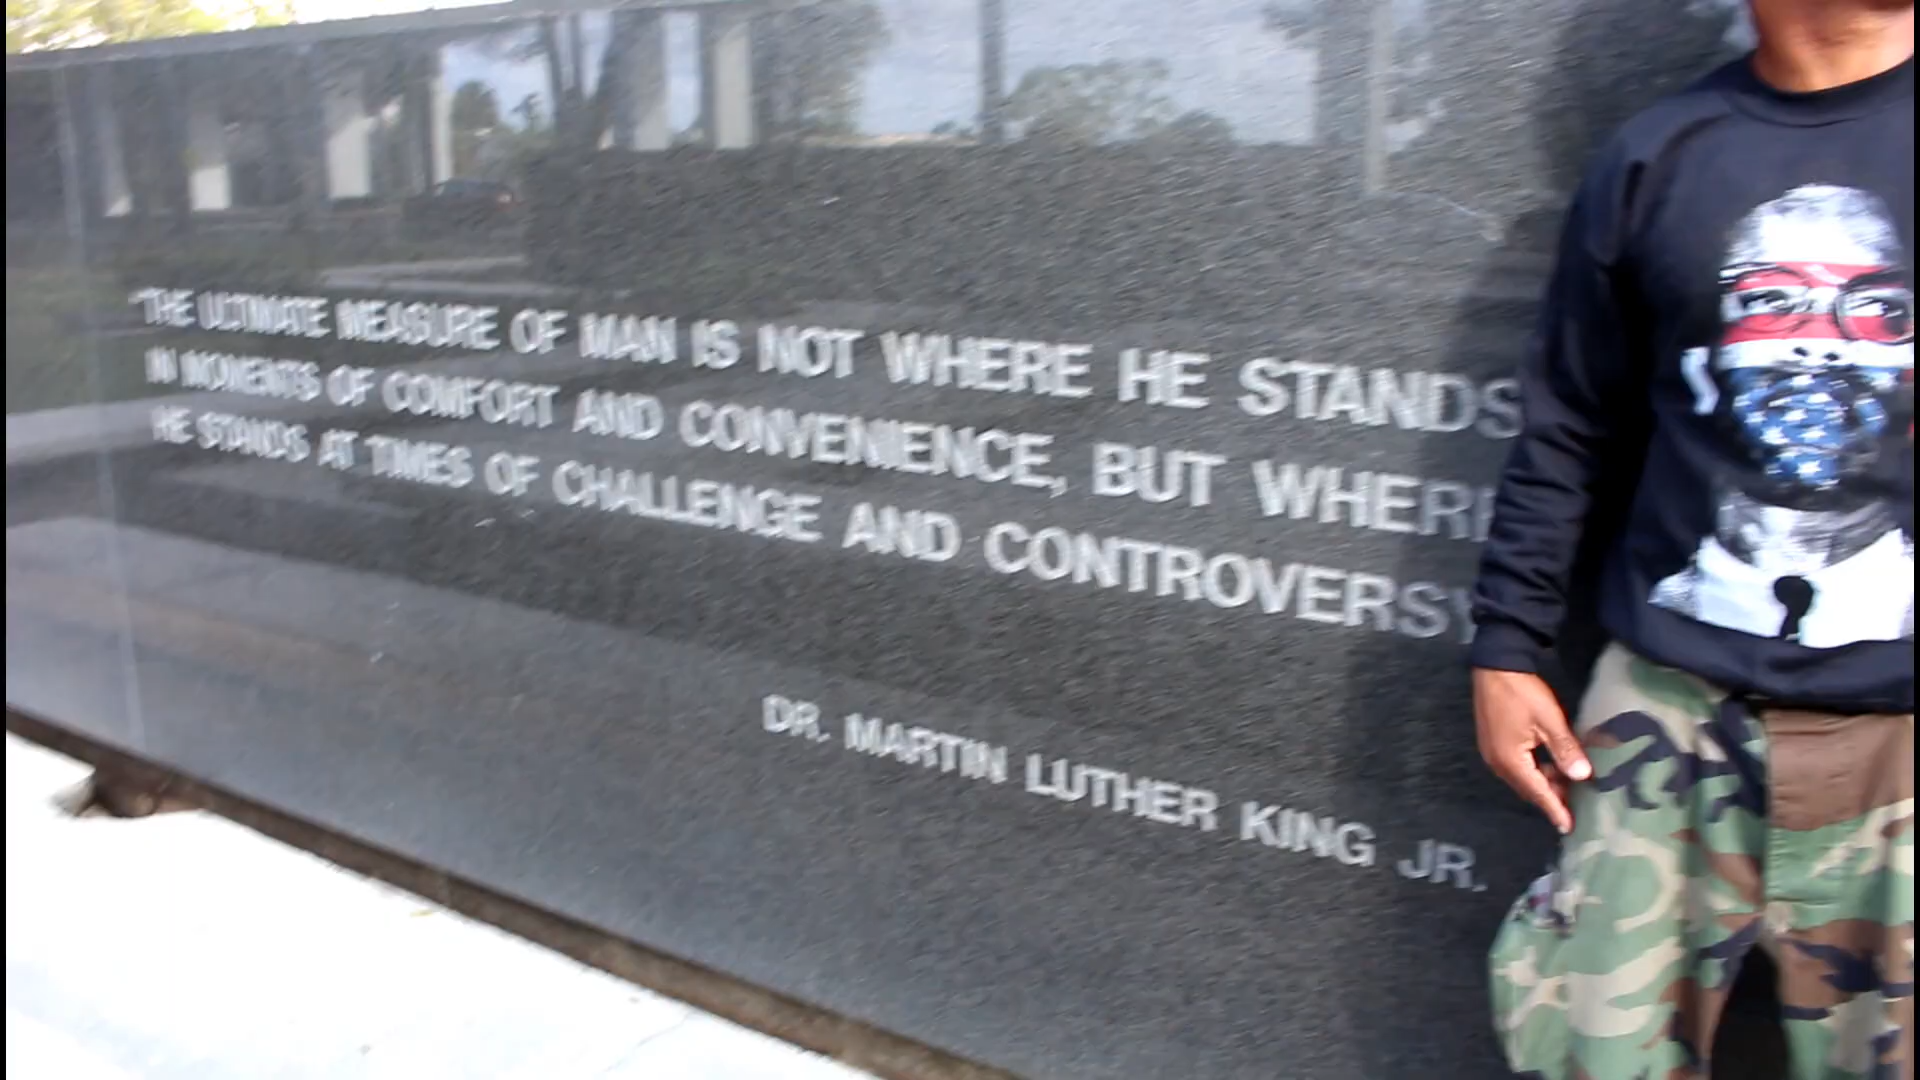 "THE ULTIMATE MEASURE OF MAN IS NOT WHERE HE STANDS
IN MOMENTS OF COMFORT AND CONVENIENCE, BUT WHERE
HE STANDS AT TIMES OF CHALLENGE AND CONTROVERSY
DR. MARTIN LUTHER KING JR.